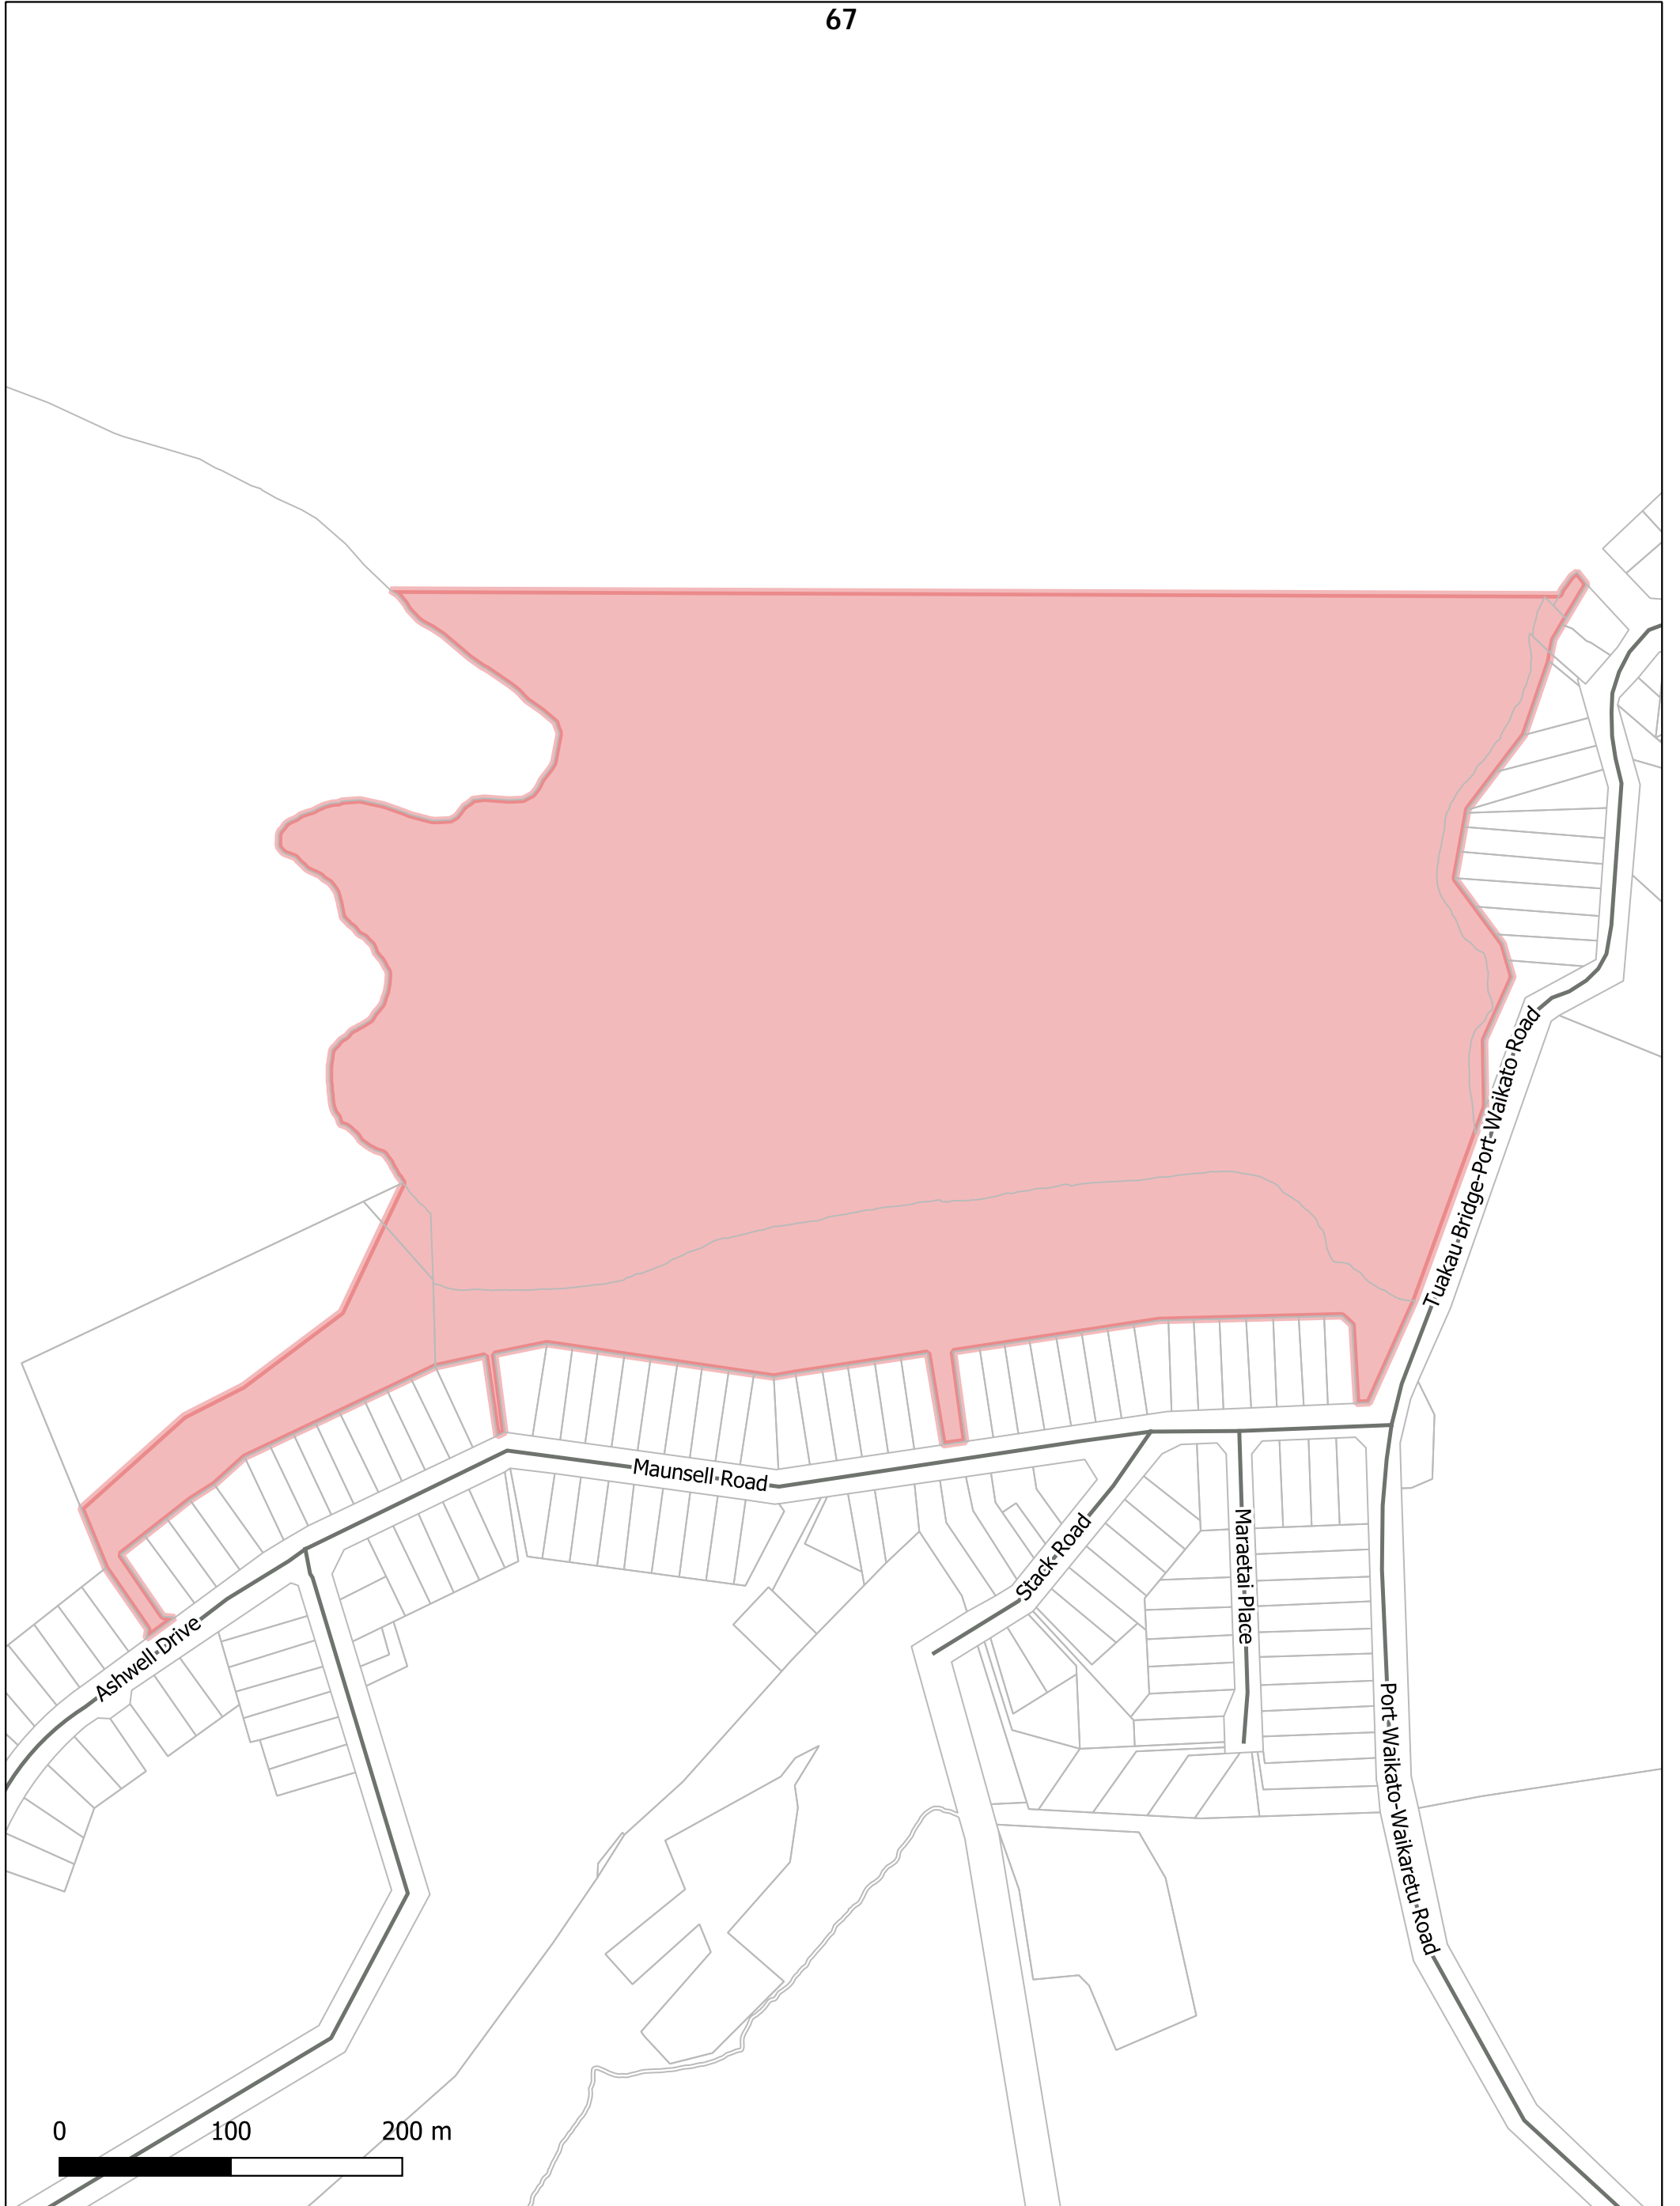 67
Tuakau-Bridge-Port-Waikato-Road
Maunsell-Road
Stack-Road
Maraetai-Place
Ashwell-Drive
Port-Waikato-Waikaretu-Road
0 100 200 m